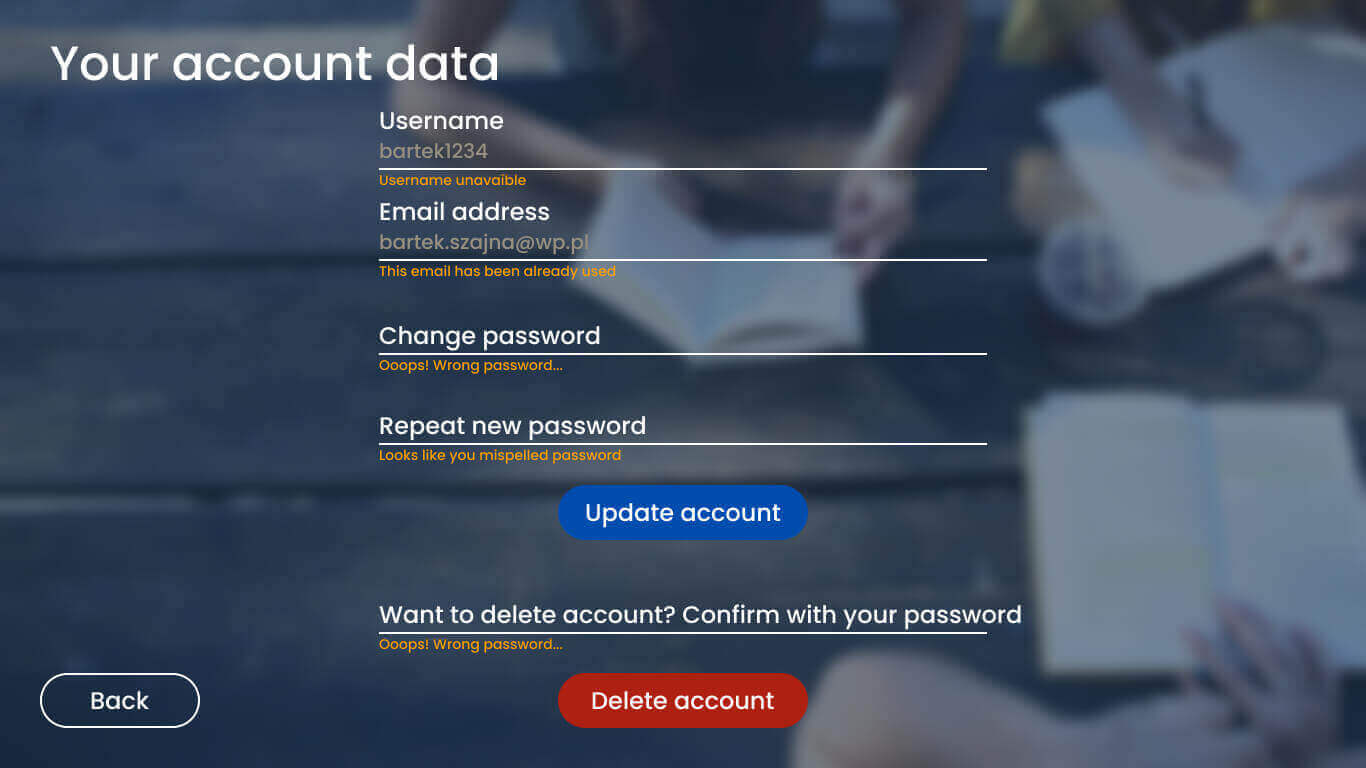 Your account data
Username
bartek1234
Username unavaible
Email address
bartek.szajna@wp.pl
This email has been already used
Change password
Ooops! Wrong password...
Repeat new password
Looks like you mispelled password
Update account
Want to delete account? Confirm with your password
Ooops! Wrong password...
Back
Delete account